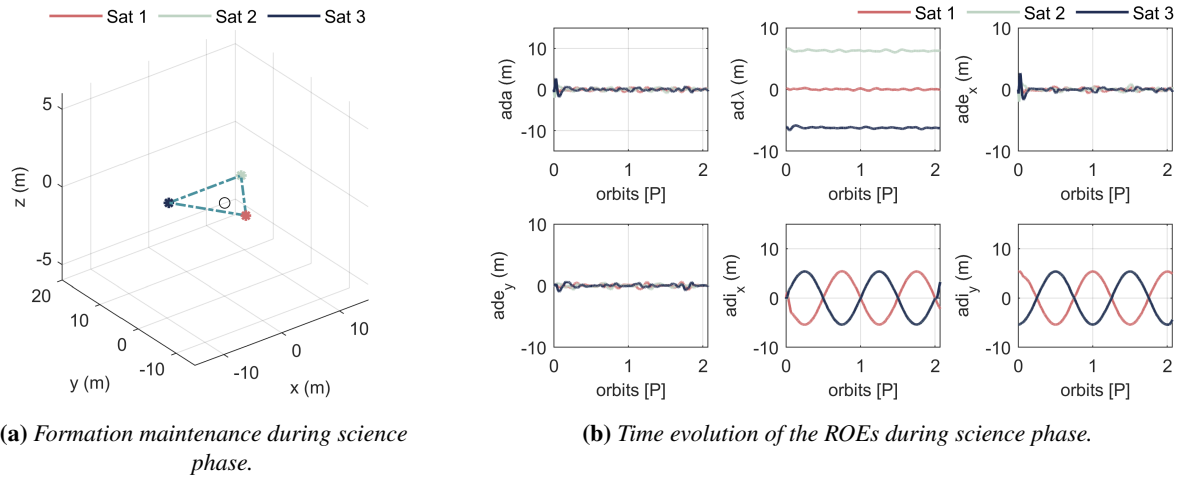 Sat 1 Sat 2 Sat 3
5
0
-5
z (m)
20
10
0
-10
y (m)
-10
0
10
x (m)
(a) Formation maintenance during science
phase.
Sat 1 Sat 2 Sat 3
10
0
-10
ada (m)
0 1 2
orbits [P]
10
0
-10
adλ (m)
0 1 2
orbits [P]
10
0
-10
adeₓ (m)
0 1 2
orbits [P]
10
0
-10
ade_y (m)
0 1 2
orbits [P]
10
0
-10
adiₓ (m)
0 1 2
orbits [P]
10
0
-10
adi_y (m)
0 1 2
orbits [P]
(b) Time evolution of the ROEs during science phase.